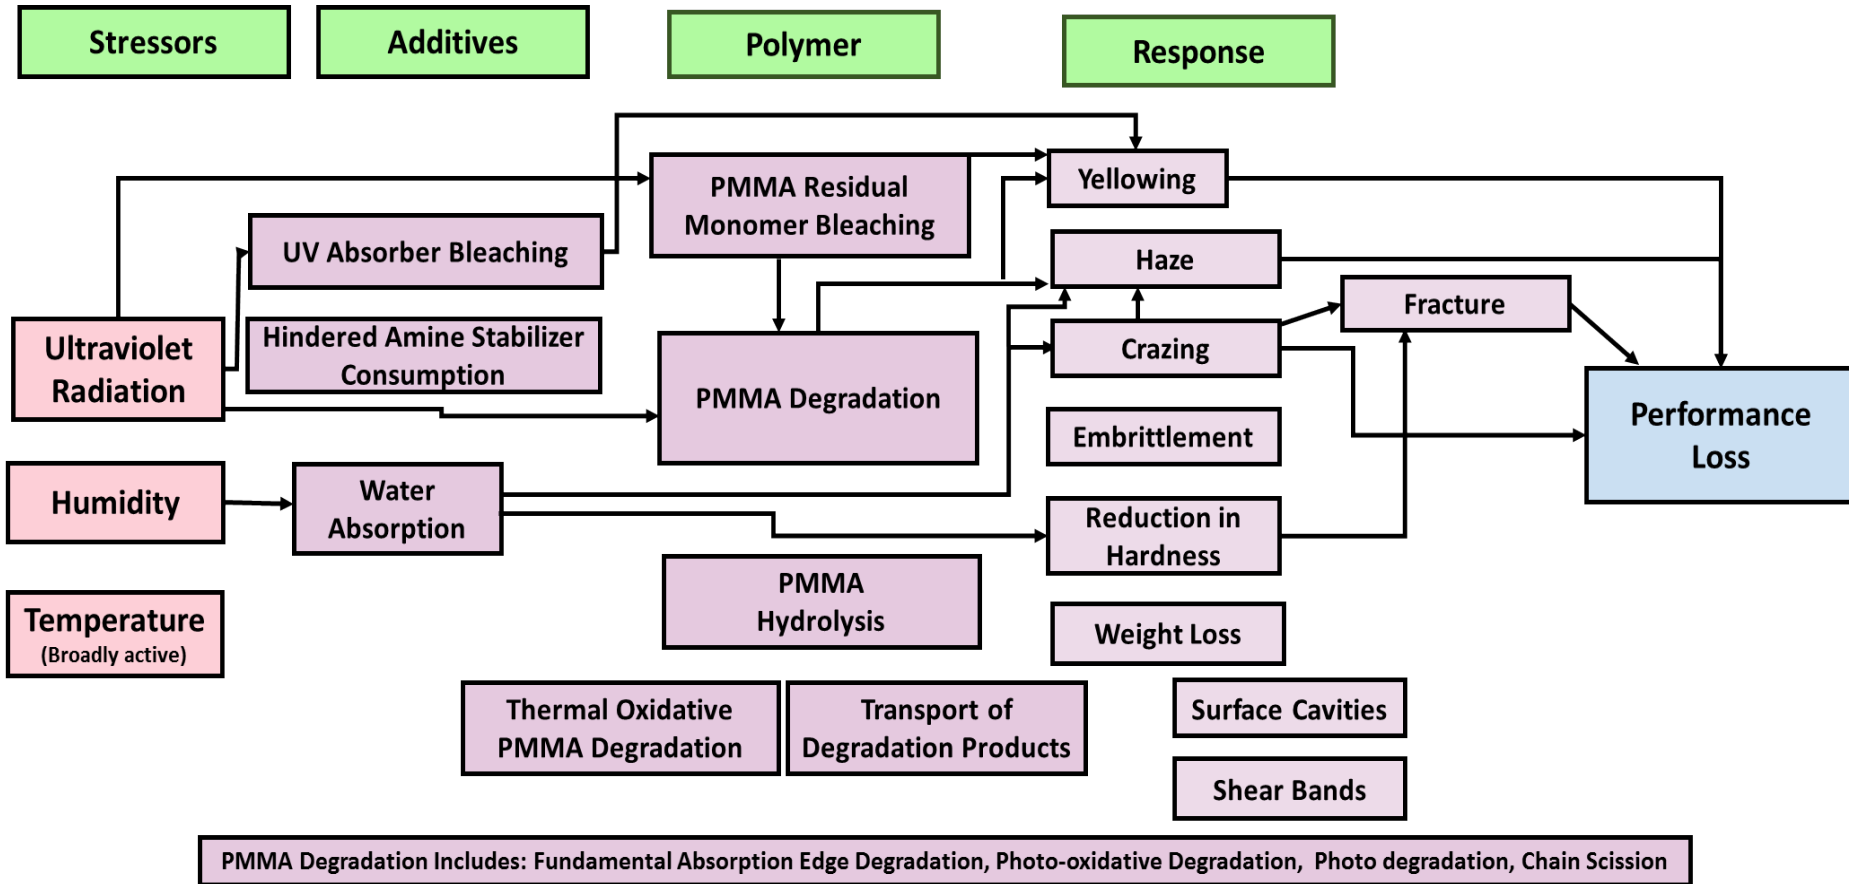 Stressors
Additives
Polymer
Response
PMMA Residual
Monomer Bleaching
Yellowing
UV Absorber Bleaching
Haze
Fracture
Ultraviolet
Radiation
Hindered Amine Stabilizer
Consumption
PMMA Degradation
Crazing
Performance
Loss
Embrittlement
Humidity
Water
Absorption
Reduction in
Hardness
PMMA
Hydrolysis
Temperature
(Broadly active)
Weight Loss
Thermal Oxidative
PMMA Degradation
Transport of
Degradation Products
Surface Cavities
Shear Bands
PMMA Degradation Includes: Fundamental Absorption Edge Degradation, Photo-oxidative Degradation, Photo degradation, Chain Scission